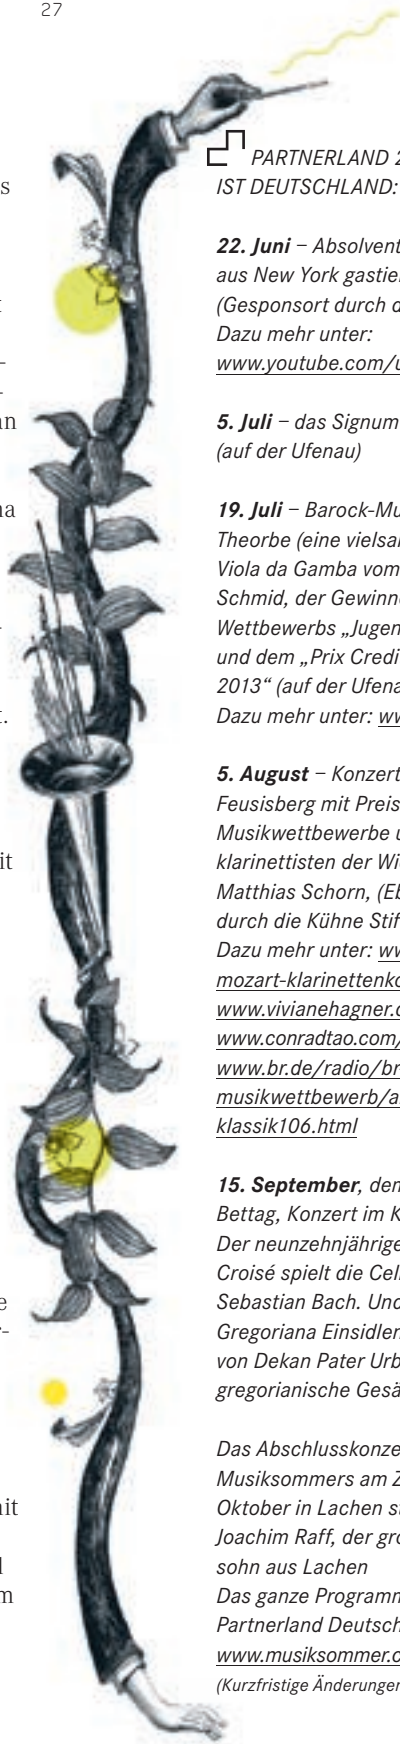 27
s
t
-
-
an
na
-
t.
it
e
r-
nit
l
m
PARTNERLAND 2
IST DEUTSCHLAND:
22. Juni – Absolvent
aus New York gastier
(Gesponsort durch d
Dazu mehr unter:
www.youtube.com/u
5. Juli – das Signum
(auf der Ufenau)
19. Juli – Barock-Mu
Theorbe (eine vielsai
Viola da Gamba vom
Schmid, der Gewinne
Wettbewerbs „Jugen
und dem „Prix Credi
2013“ (auf der Ufena
Dazu mehr unter: ww
5. August – Konzert
Feusisberg mit Preis
Musikwettbewerbe u
klarinettisten der Wie
Matthias Schorn, (Eb
durch die Kühne Stif
Dazu mehr unter: ww
mozart-klarinettenko
www.vivianehagner.c
www.conradtao.com/
www.br.de/radio/br
musikwettbewerb/a
klassik106.html
15. September, dem
Bettag, Konzert im K
Der neunzehnjährige
Croisé spielt die Cell
Sebastian Bach. Und
Gregoriana Einsidlen
von Dekan Pater Urb
gregorianische Gesä
Das Abschlusskonze
Musiksommers am Z
Oktober in Lachen st
Joachim Raff, der gro
sohn aus Lachen
Das ganze Programm
Partnerland Deutsch
www.musiksommer.c
(Kurzfristige Änderungen